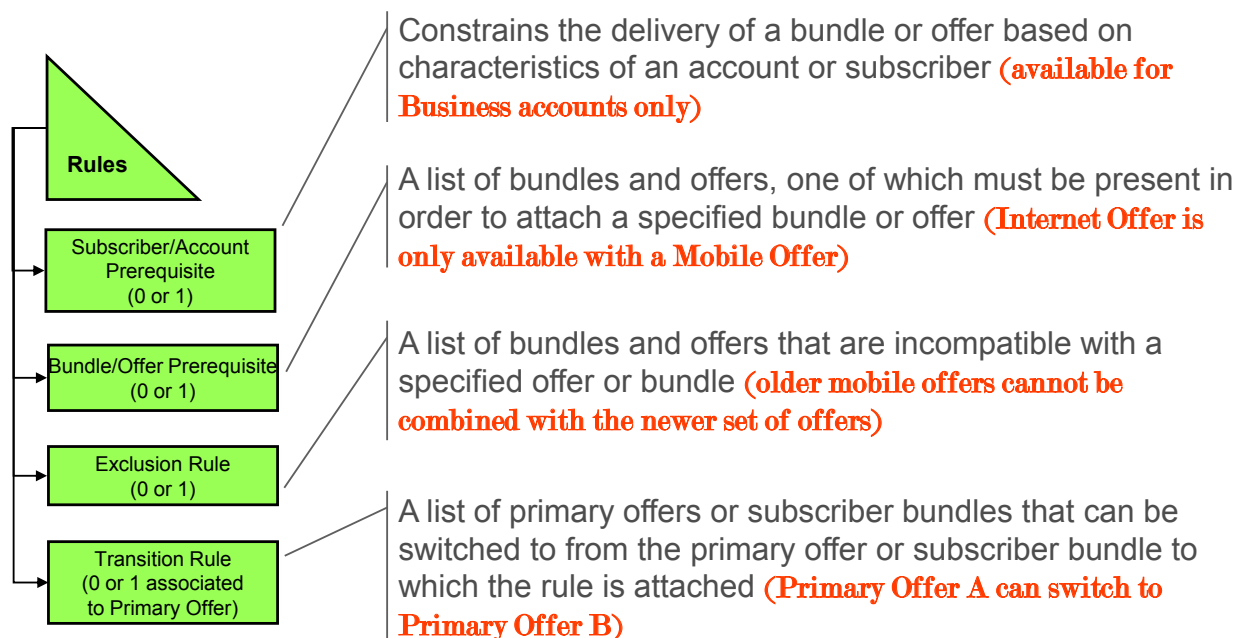 Rules
Subscriber/Account
Prerequisite
(0 or 1)
Bundle/Offer Prerequisite
(0 or 1)
Exclusion Rule
(0 or 1)
Transition Rule
(0 or 1 associated
to Primary Offer)
Constrains the delivery of a bundle or offer based on
characteristics of an account or subscriber (available for
Business accounts only)
A list of bundles and offers, one of which must be present in
order to attach a specified bundle or offer (Internet Offer is
only available with a Mobile Offer)
A list of bundles and offers that are incompatible with a
specified offer or bundle (older mobile offers cannot be
combined with the newer set of offers)
A list of primary offers or subscriber bundles that can be
switched to from the primary offer or subscriber bundle to
which the rule is attached (Primary Offer A can switch to
Primary Offer B)